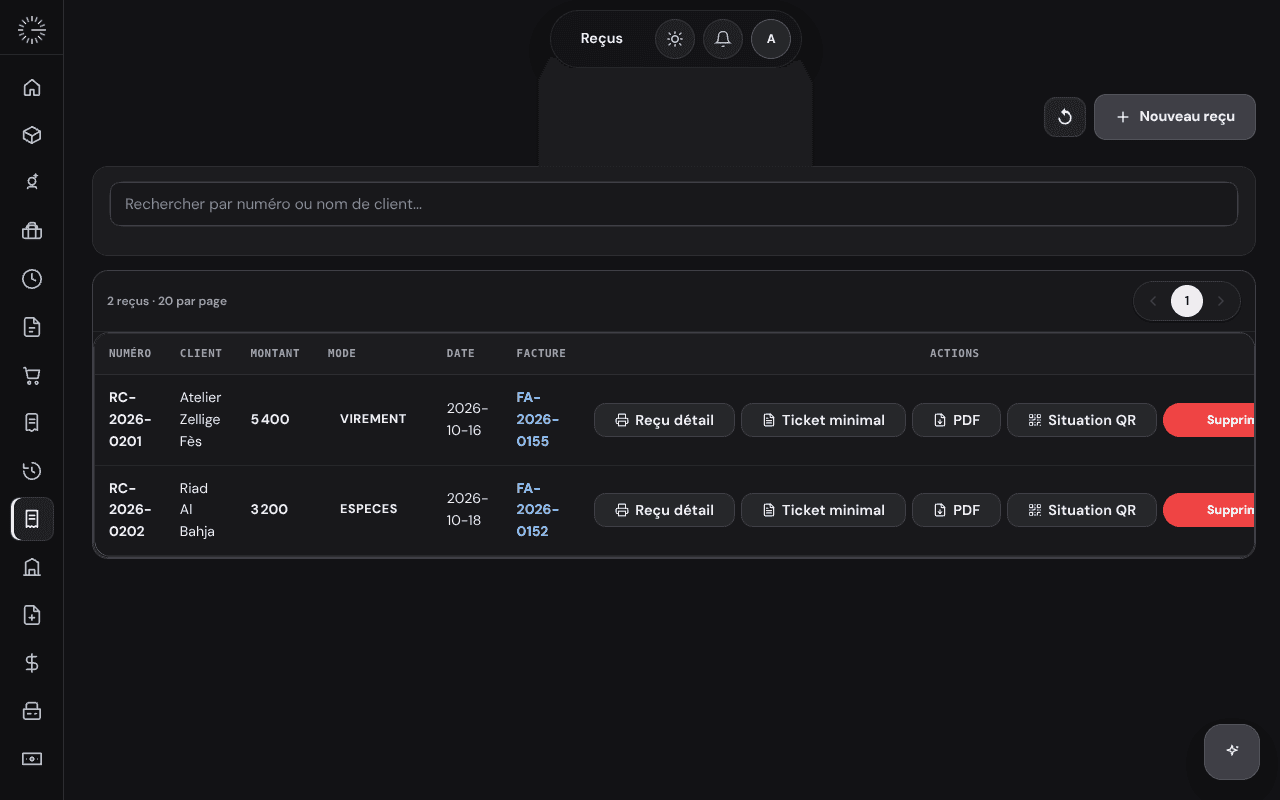 Reçus
A
Nouveau reçu
Rechercher par numéro ou nom de client...
2 reçus · 20 par page
1
NUMÉRO CLIENT MONTANT MODE DATE FACTURE ACTIONS
RC-2026-0201 Atelier Zellige Fès 5 400 VIREMENT 2026-10-16 FA-2026-0155 Reçu détail Ticket minimal PDF Situation QR Supprin
RC-2026-0202 Riad Al Bahja 3 200 ESPECES 2026-10-18 FA-2026-0152 Reçu détail Ticket minimal PDF Situation QR Supprin